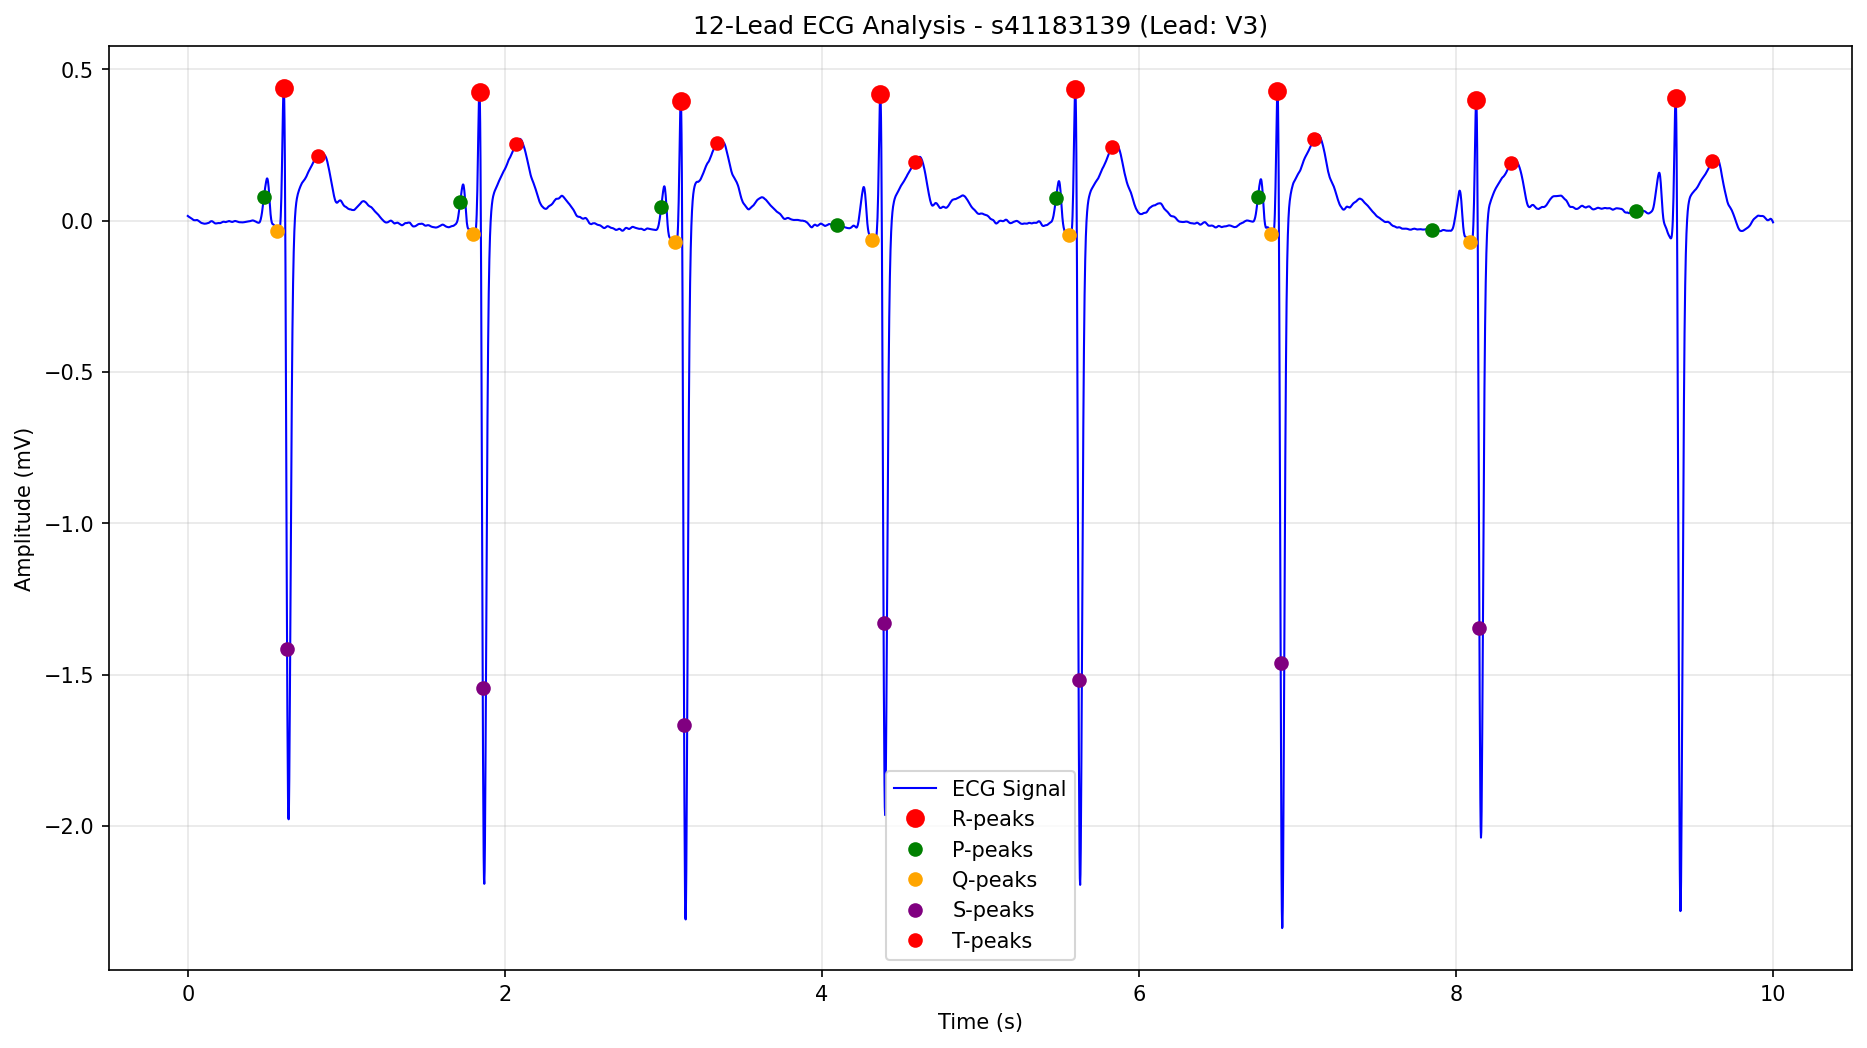 12-Lead ECG Analysis - s41183139 (Lead: V3)
0.5
0.0
−0.5
−1.0
−1.5
−2.0
Amplitude (mV)
ECG Signal
R-peaks
P-peaks
Q-peaks
S-peaks
T-peaks
0 2 4 6 8 10
Time (s)